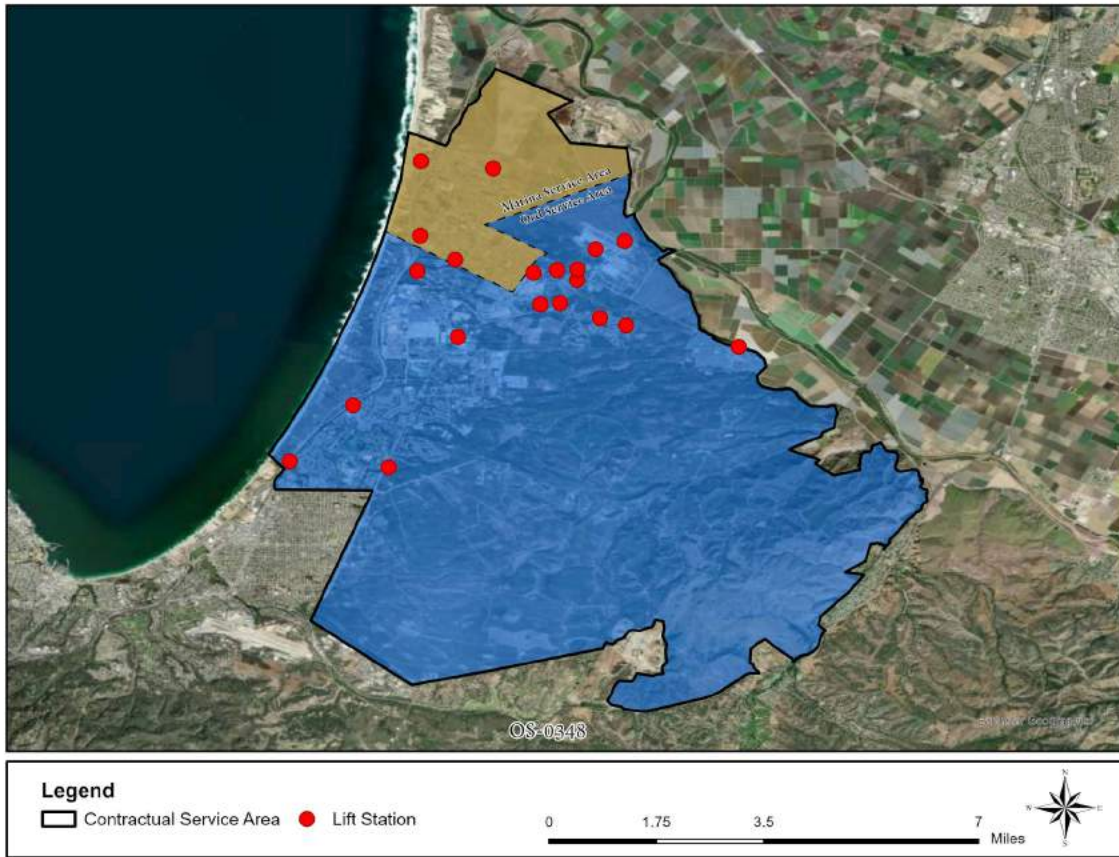 Marina Service Area
Ord Service Area
OS-0348
Legend
Contractual Service Area
Lift Station
0 1.75 3.5 7
Miles
N
W E
S